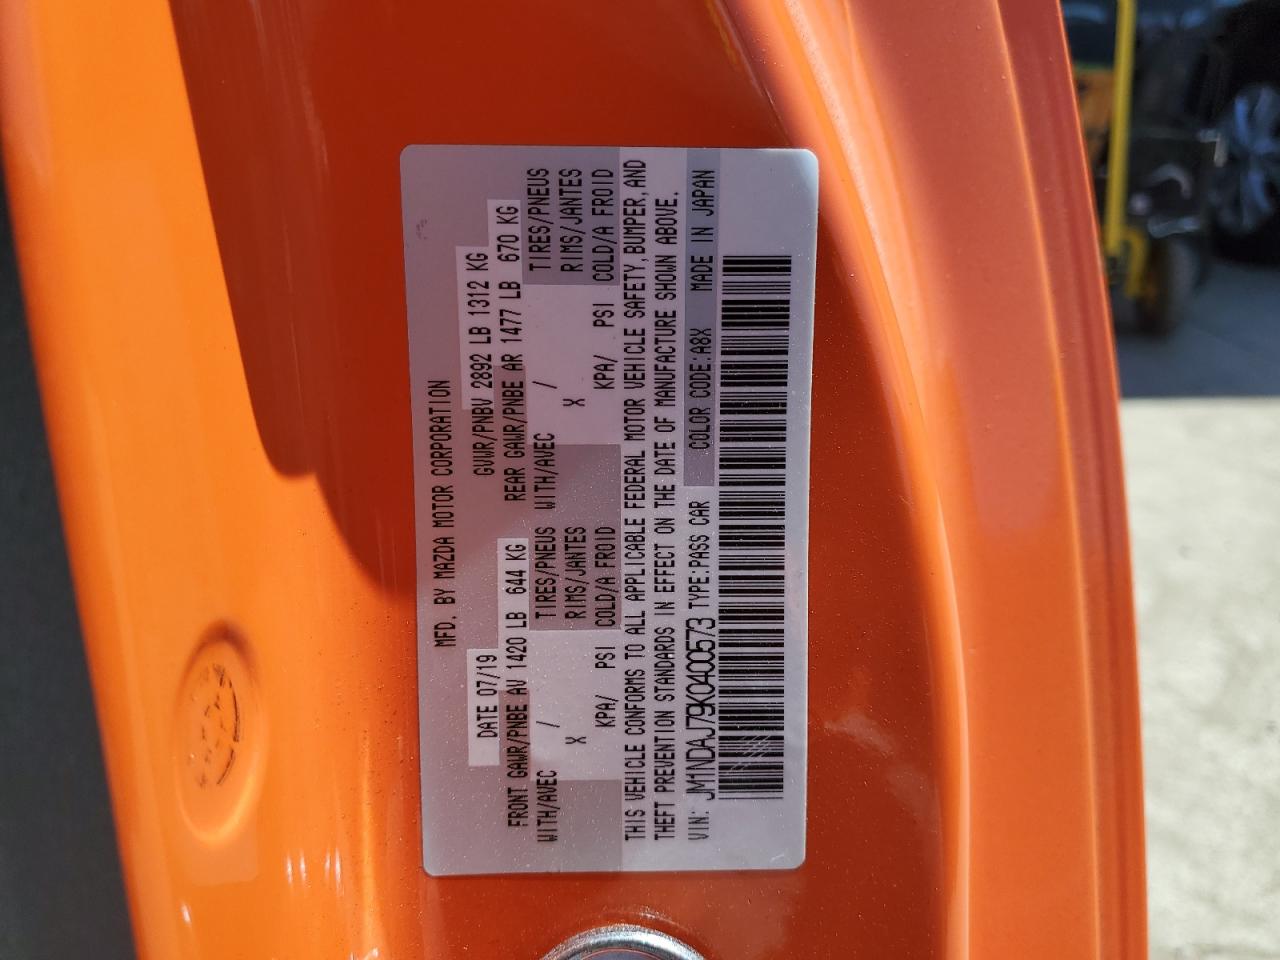 MFD. BY MAZDA MOTOR CORPORATION
DATE 07/19 GVWR/PNBV 2892 LB 1312 KG
FRONT GAWR/PNBE AV 1420 LB 644 KG REAR GAWR/PNBE AR 1477 LB 670 KG
WITH/AVEC / TIRES/PNEUS WITH/AVEC / TIRES/PNEUS
X RIMS/JANTES X RIMS/JANTES
KPA/ PSI COLD/A FROID KPA/ PSI COLD/A FROID
THIS VEHICLE CONFORMS TO ALL APPLICABLE FEDERAL MOTOR VEHICLE SAFETY, BUMPER, AND
THEFT PREVENTION STANDARDS IN EFFECT ON THE DATE OF MANUFACTURE SHOWN ABOVE.
VIN: JM1NDAJ79K0400573 TYPE:PASS CAR COLOR CODE:A8X MADE IN JAPAN